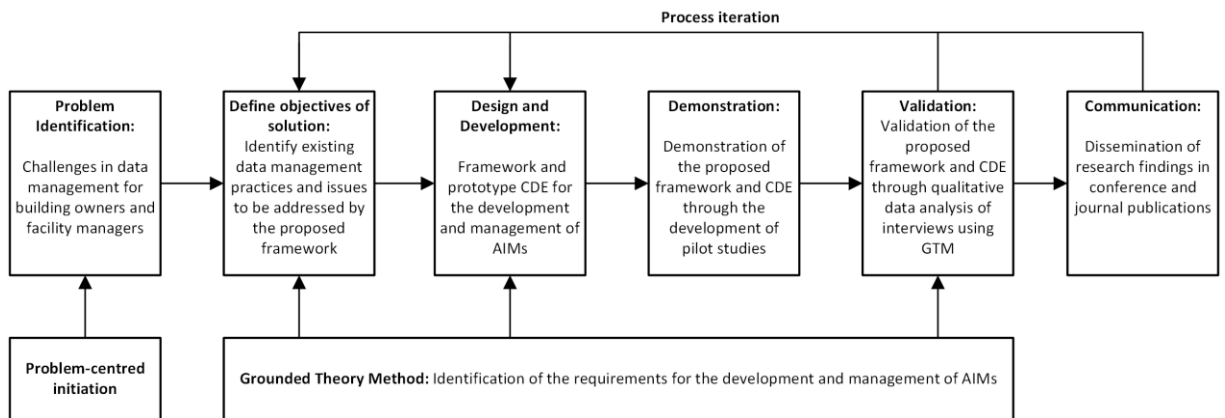 Process iteration
Problem
Identification:
Challenges in data
management for
building owners and
facility managers
Define objectives of
solution:
Identify existing
data management
practices and issues
to be addressed by
the proposed
framework
Design and
Development:
Framework and
prototype CDE for
the development
and management of
AIMs
Demonstration:
Demonstration of
the proposed
framework and CDE
through the
development of
pilot studies
Validation:
Validation of the
proposed
framework and CDE
through qualitative
data analysis of
interviews using
GTM
Communication:
Dissemination of
research findings in
conference and
journal publications
Problem-centred
initiation
Grounded Theory Method: Identification of the requirements for the development and management of AIMs